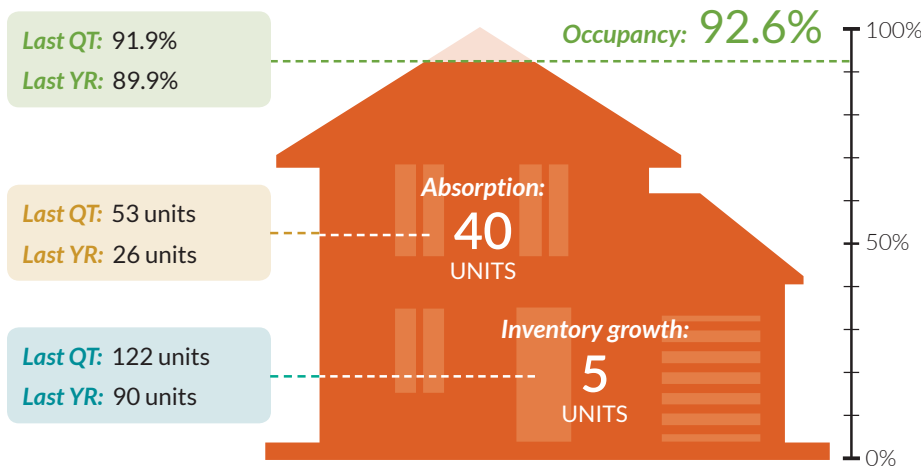 Last QT: 91.9%
Last YR: 89.9%
Occupancy: 92.6%
100%
Last QT: 53 units
Last YR: 26 units
Absorption:
40
UNITS
50%
Last QT: 122 units
Last YR: 90 units
Inventory growth:
5
UNITS
0%